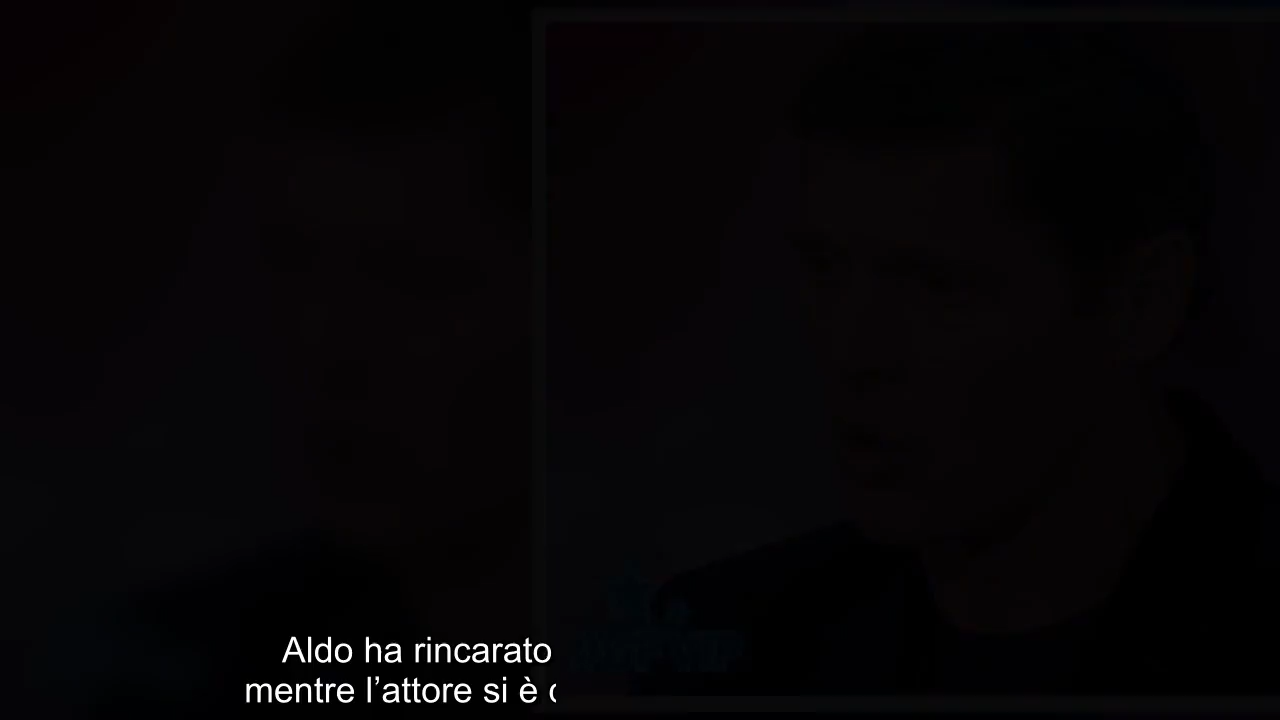 Aldo ha rincarato
mentre l’attore si è